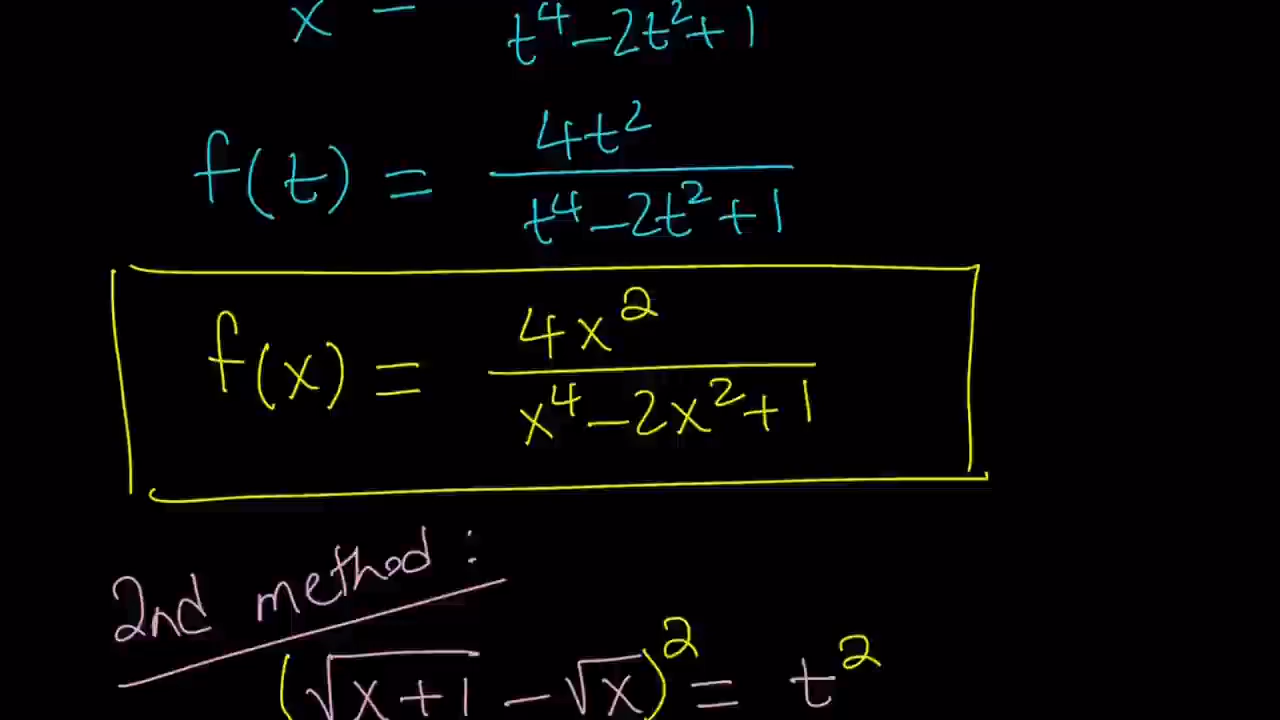 x = t⁴-2t²+1
f(t) = 4t² / t⁴-2t²+1
f(x) = 4x² / x⁴-2x²+1
2nd method:
(√x+1 - √x)² = t²